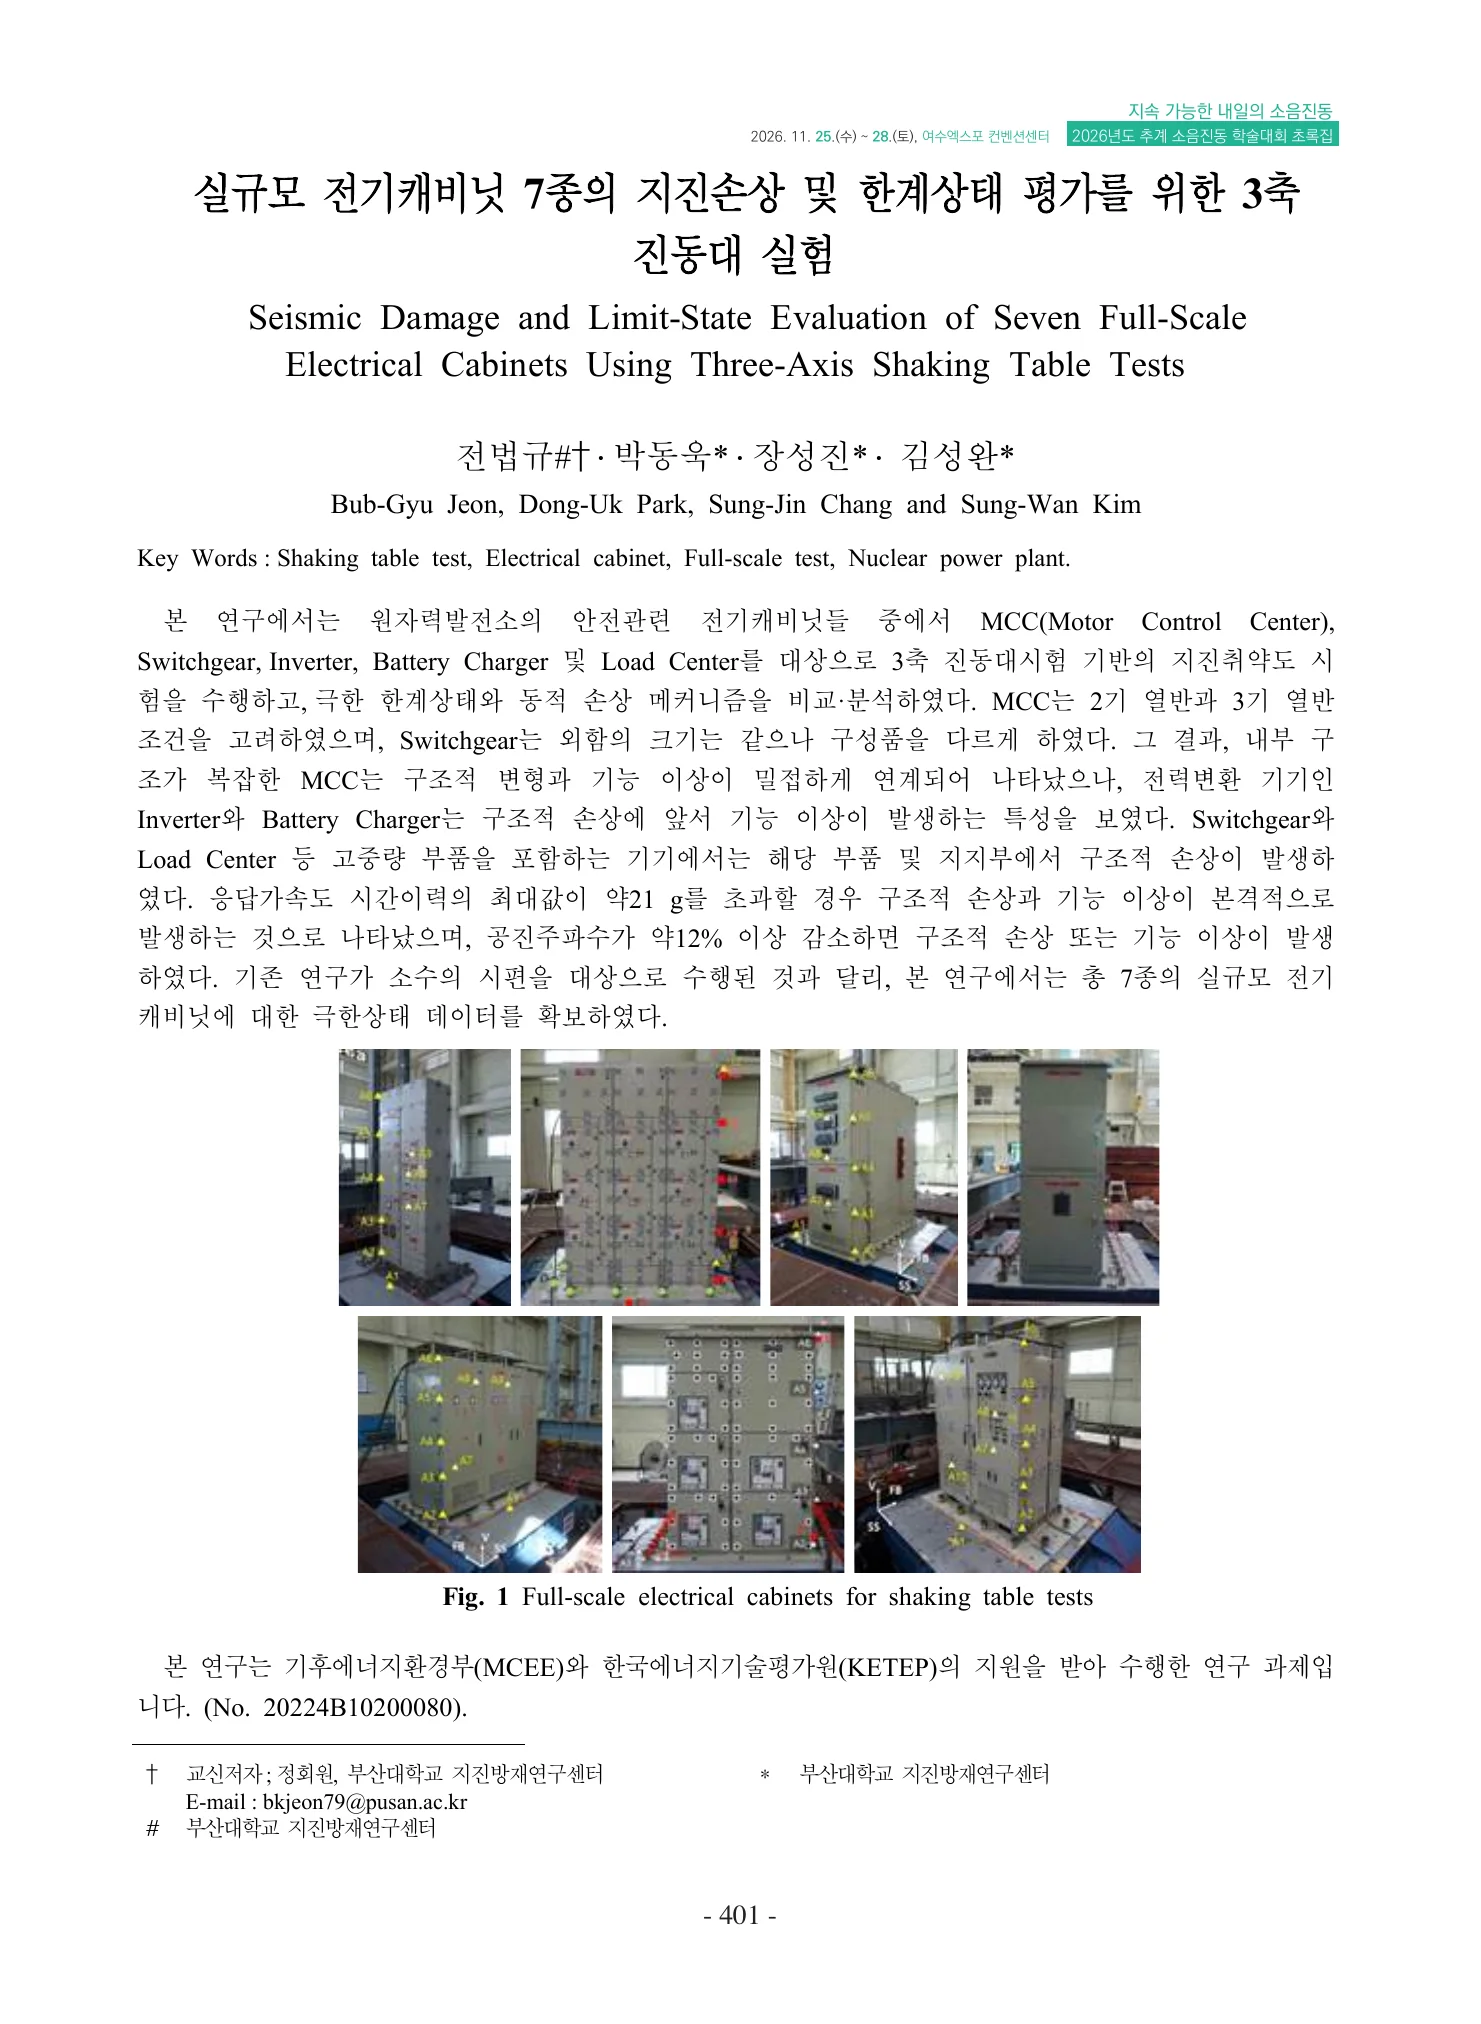 지속 가능한 내일의 소음진동
2026. 11. 25.(수) ~ 28.(토), 여수엑스포 컨벤션센터 2026년도 추계 소음진동 학술대회 초록집
실규모 전기캐비닛 7종의 지진손상 및 한계상태 평가를 위한 3축
진동대 실험
Seismic Damage and Limit-State Evaluation of Seven Full-Scale
Electrical Cabinets Using Three-Axis Shaking Table Tests
전법규#† · 박동욱* · 장성진* · 김성완*
Bub-Gyu Jeon, Dong-Uk Park, Sung-Jin Chang and Sung-Wan Kim
Key Words : Shaking table test, Electrical cabinet, Full-scale test, Nuclear power plant.
본 연구에서는 원자력발전소의 안전관련 전기캐비닛들 중에서 MCC(Motor Control Center),
Switchgear, Inverter, Battery Charger 및 Load Center를 대상으로 3축 진동대시험 기반의 지진취약도 시
험을 수행하고, 극한 한계상태와 동적 손상 메커니즘을 비교·분석하였다. MCC는 2기 열반과 3기 열반
조건을 고려하였으며, Switchgear는 외함의 크기는 같으나 구성품을 다르게 하였다. 그 결과, 내부 구
조가 복잡한 MCC는 구조적 변형과 기능 이상이 밀접하게 연계되어 나타났으나, 전력변환 기기인
Inverter와 Battery Charger는 구조적 손상에 앞서 기능 이상이 발생하는 특성을 보였다. Switchgear와
Load Center 등 고중량 부품을 포함하는 기기에서는 해당 부품 및 지지부에서 구조적 손상이 발생하
였다. 응답가속도 시간이력의 최대값이 약21 g를 초과할 경우 구조적 손상과 기능 이상이 본격적으로
발생하는 것으로 나타났으며, 공진주파수가 약12% 이상 감소하면 구조적 손상 또는 기능 이상이 발생
하였다. 기존 연구가 소수의 시편을 대상으로 수행된 것과 달리, 본 연구에서는 총 7종의 실규모 전기
캐비닛에 대한 극한상태 데이터를 확보하였다.
Fig. 1 Full-scale electrical cabinets for shaking table tests
본 연구는 기후에너지환경부(MCEE)와 한국에너지기술평가원(KETEP)의 지원을 받아 수행한 연구 과제입
니다. (No. 20224B10200080).
† 교신저자 ; 정회원, 부산대학교 지진방재연구센터
E-mail : bkjeon79@pusan.ac.kr
# 부산대학교 지진방재연구센터
* 부산대학교 지진방재연구센터
- 401 -